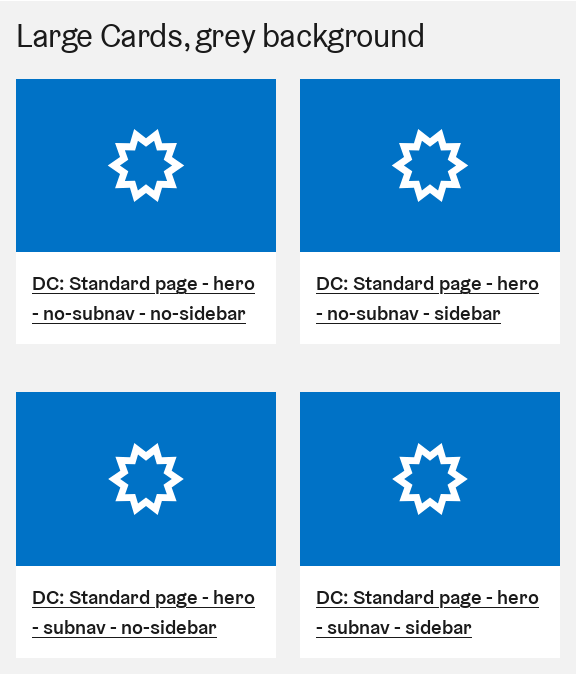 Large Cards, grey background
DC: Standard page - hero
- no-subnav - no-sidebar
DC: Standard page - hero
- no-subnav - sidebar
DC: Standard page - hero
- subnav - no-sidebar
DC: Standard page - hero
- subnav - sidebar